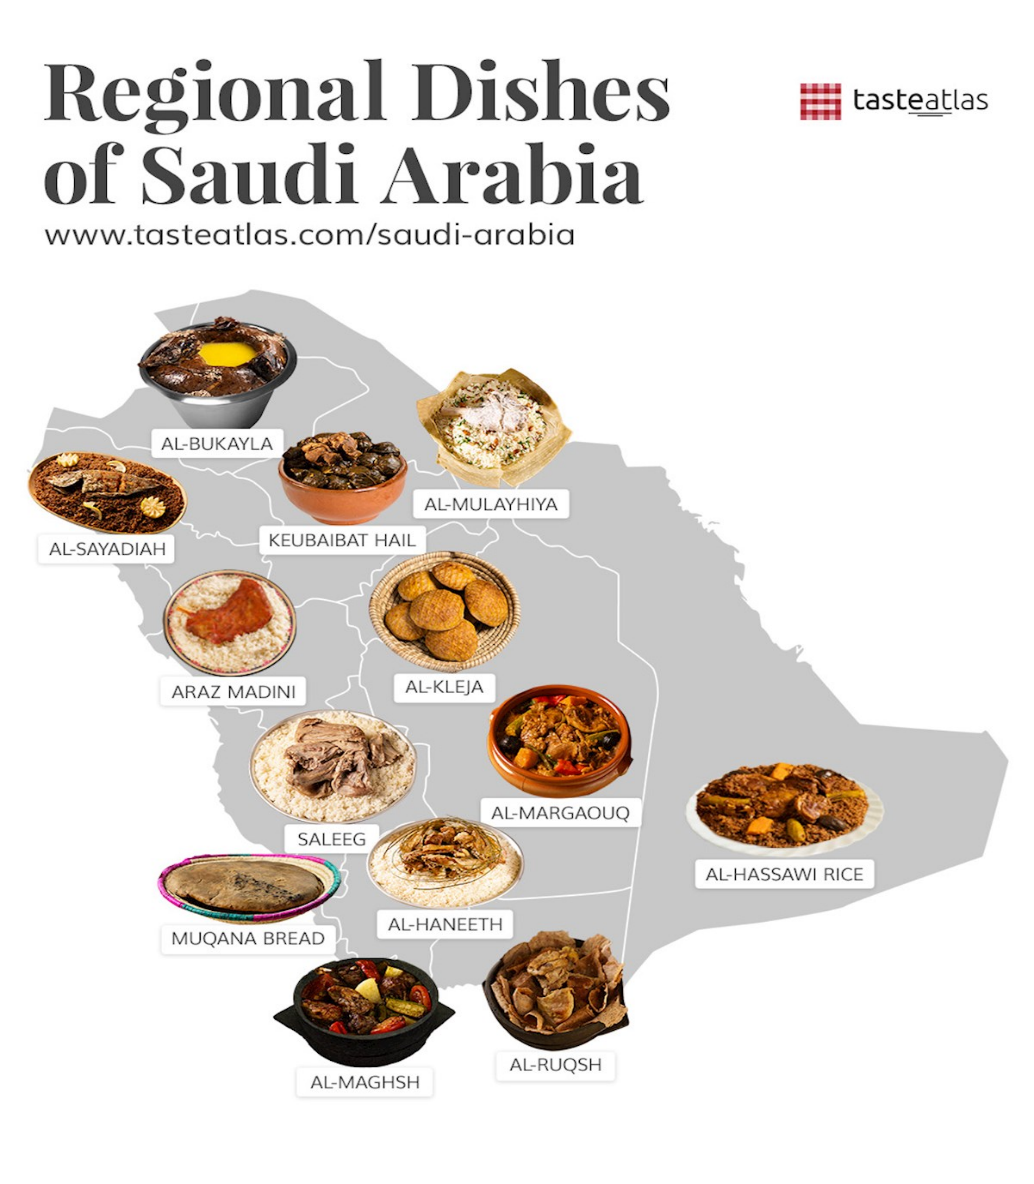 Regional Dishes
of Saudi Arabia
www.tasteatlas.com/saudi-arabia
tasteatlas
AL-BUKAYLA
AL-MULAYHIYA
KEUBAIBAT HAIL
AL-SAYADIAH
AL-KLEJA
ARAZ MADINI
AL-MARGAOUQ
SALEEG
AL-HASSAWI RICE
AL-HANEETH
MUQANA BREAD
AL-RUQSH
AL-MAGHSH